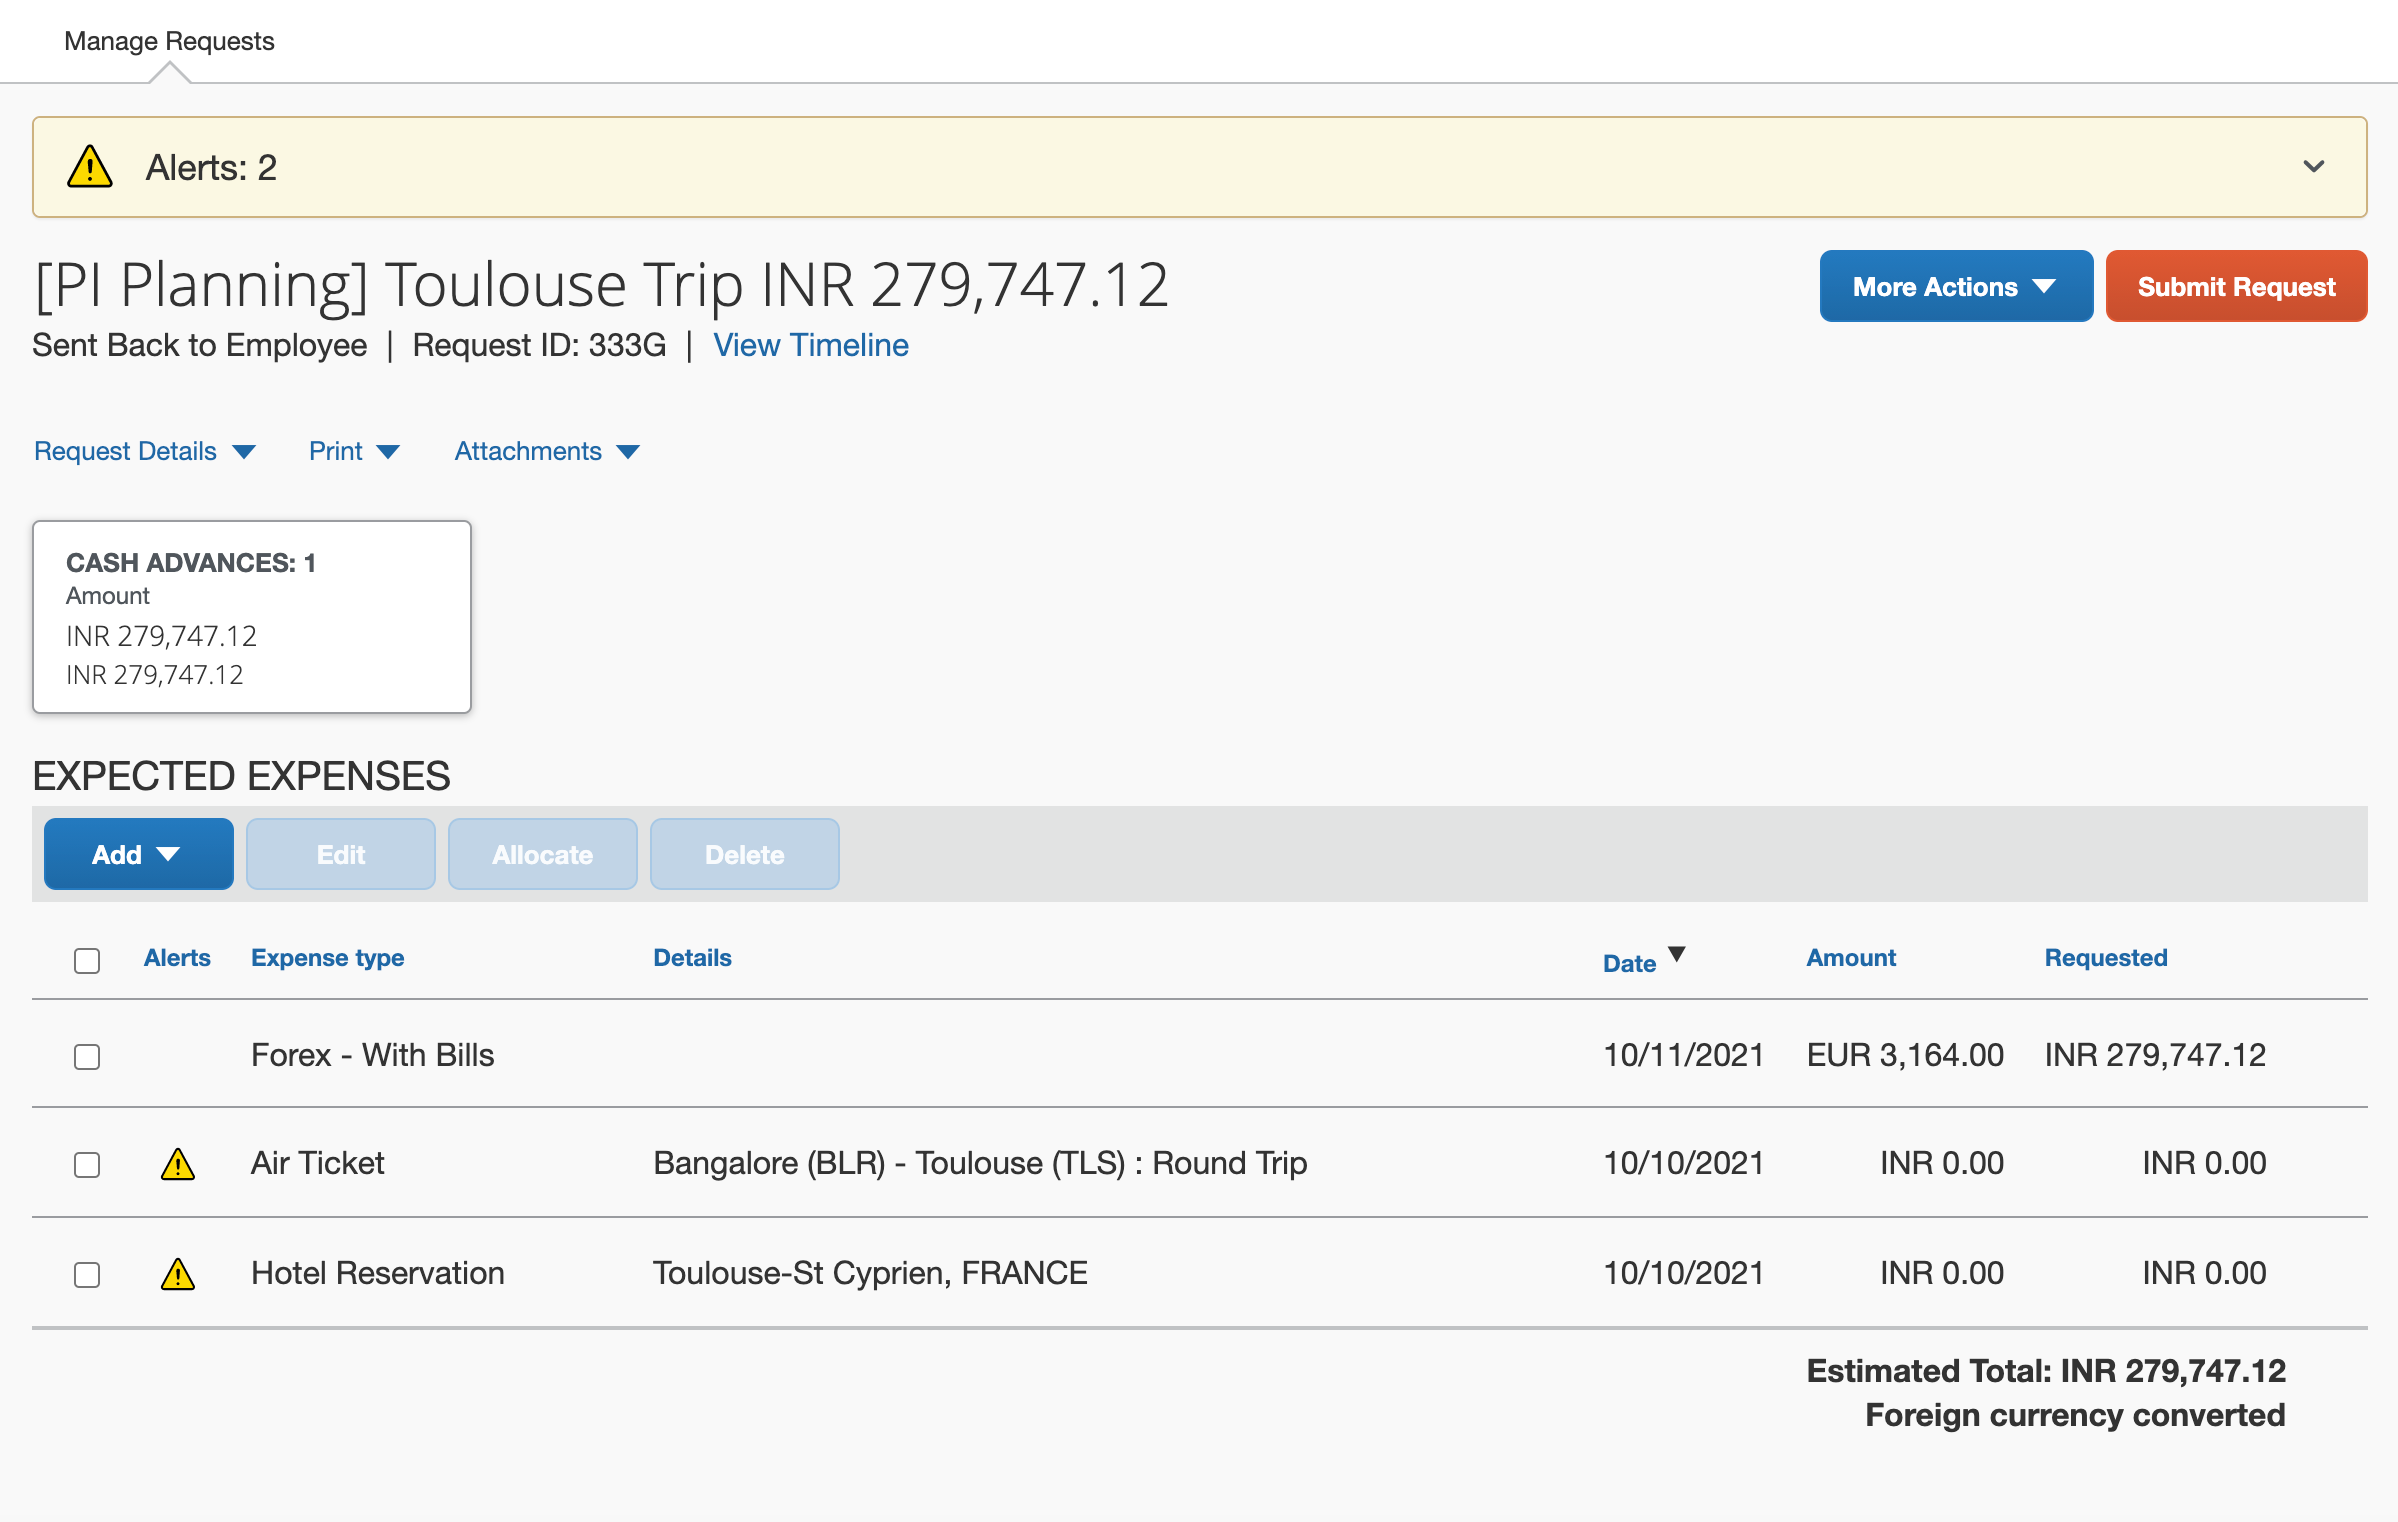 Manage Requests
Alerts: 2
[PI Planning] Toulouse Trip INR 279,747.12
More Actions
Submit Request
Sent Back to Employee | Request ID: 333G | View Timeline
Request Details Print Attachments
CASH ADVANCES: 1
Amount
INR 279,747.12
INR 279,747.12
EXPECTED EXPENSES
Add Edit Allocate Delete
Alerts Expense type Details Date Amount Requested
Forex - With Bills 10/11/2021 EUR 3,164.00 INR 279,747.12
Air Ticket Bangalore (BLR) - Toulouse (TLS) : Round Trip 10/10/2021 INR 0.00 INR 0.00
Hotel Reservation Toulouse-St Cyprien, FRANCE 10/10/2021 INR 0.00 INR 0.00
Estimated Total: INR 279,747.12
Foreign currency converted